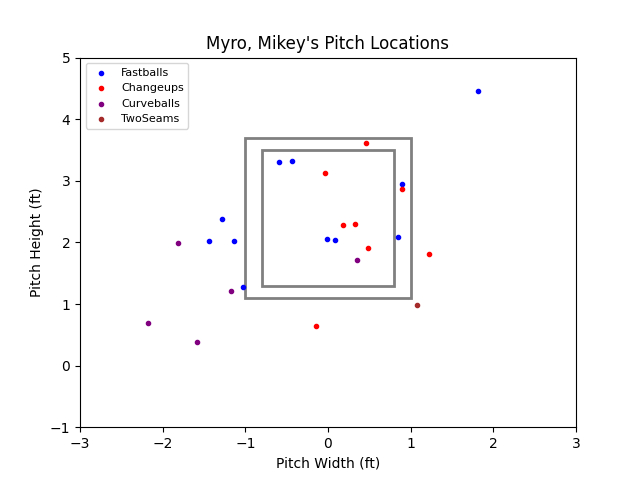 Myro, Mikey's Pitch Locations
Fastballs
Changeups
Curveballs
TwoSeams
Pitch Height (ft)
5
4
3
2
1
0
−1
−3
−2
−1
0
1
2
3
Pitch Width (ft)